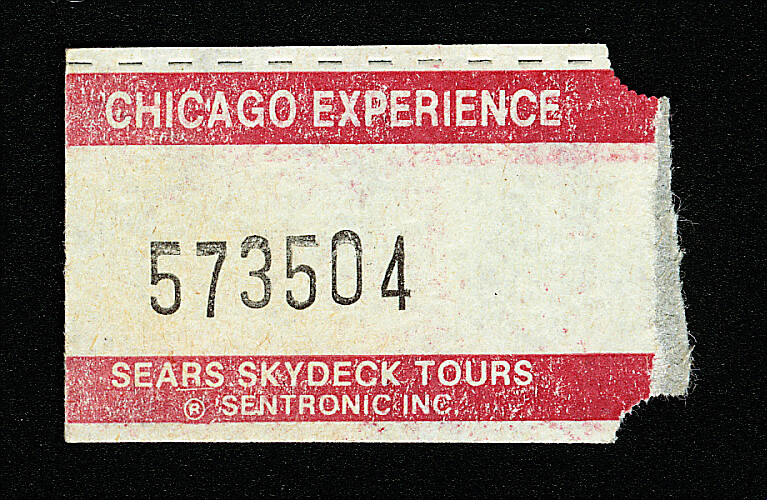 CHICAGO EXPERIENCE
573504
SEARS SKYDECK TOURS
® SENTRONIC INC.